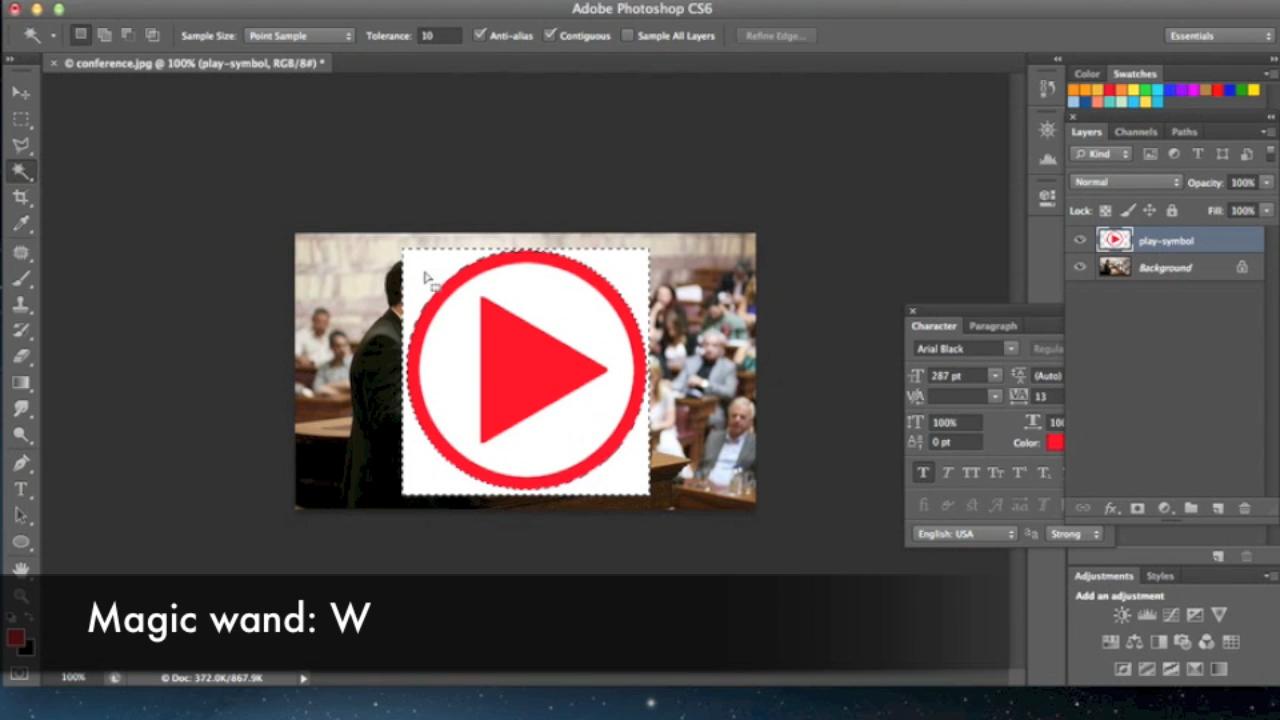 Adobe Photoshop CS6
Sample Size: Point Sample Tolerance: 10 Anti-alias Contiguous Sample All Layers Refine Edge... Essentials
× © conference.jpg @ 100% (play-symbol, RGB/8#) *
Color Swatches
Layers Channels Paths
Kind
Normal Opacity: 100%
Lock: Fill: 100%
play-symbol
Background
Character Paragraph
Arial Black Regula
287 pt (Auto)
13
100% 100
0 pt Color:
English: USA Strong
Adjustments Styles
Add an adjustment
Magic wand: W
100% © Doc: 372.0K/867.9K